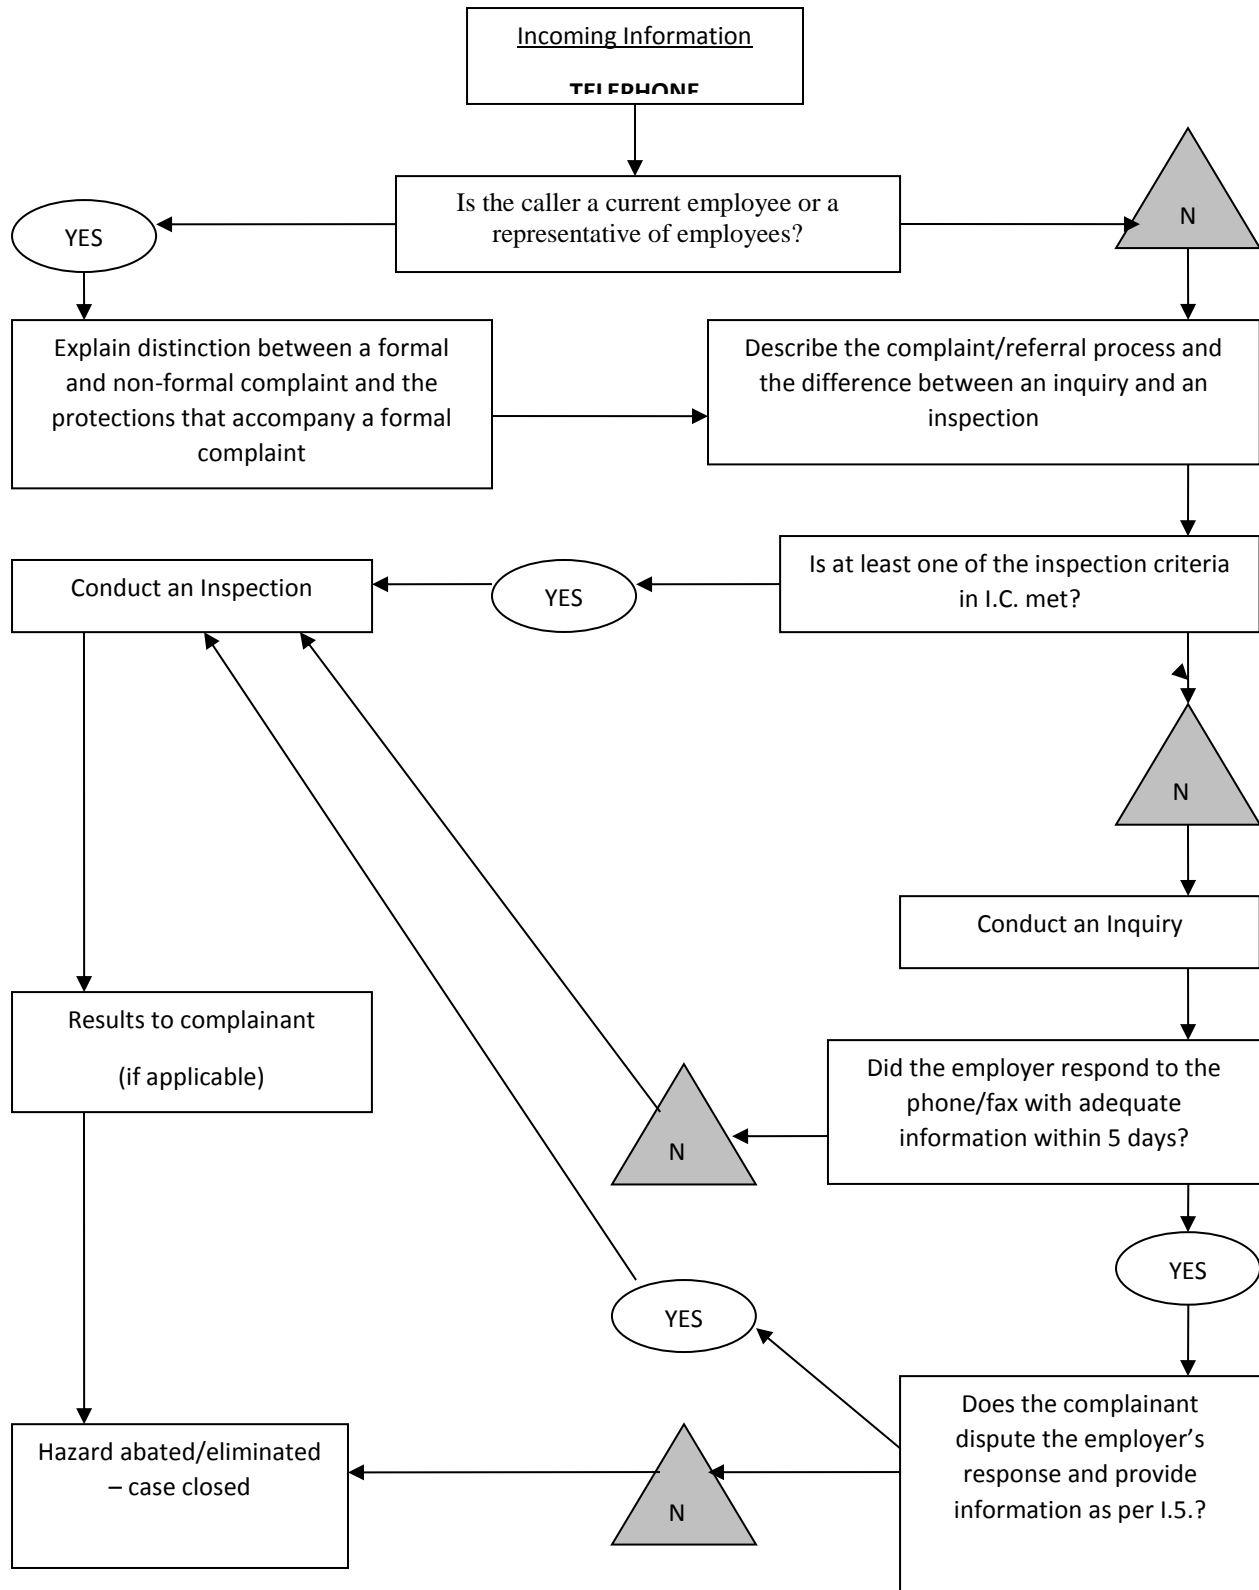 Incoming Information
TELEPHONE
Is the caller a current employee or a
representative of employees?
YES
N
Explain distinction between a formal
and non-formal complaint and the
protections that accompany a formal
complaint
Describe the complaint/referral process and
the difference between an inquiry and an
inspection
Conduct an Inspection
YES
Is at least one of the inspection criteria
in I.C. met?
N
Conduct an Inquiry
Results to complainant
(if applicable)
N
Did the employer respond to the
phone/fax with adequate
information within 5 days?
YES
YES
Hazard abated/eliminated
– case closed
N
Does the complainant
dispute the employer’s
response and provide
information as per I.5.?